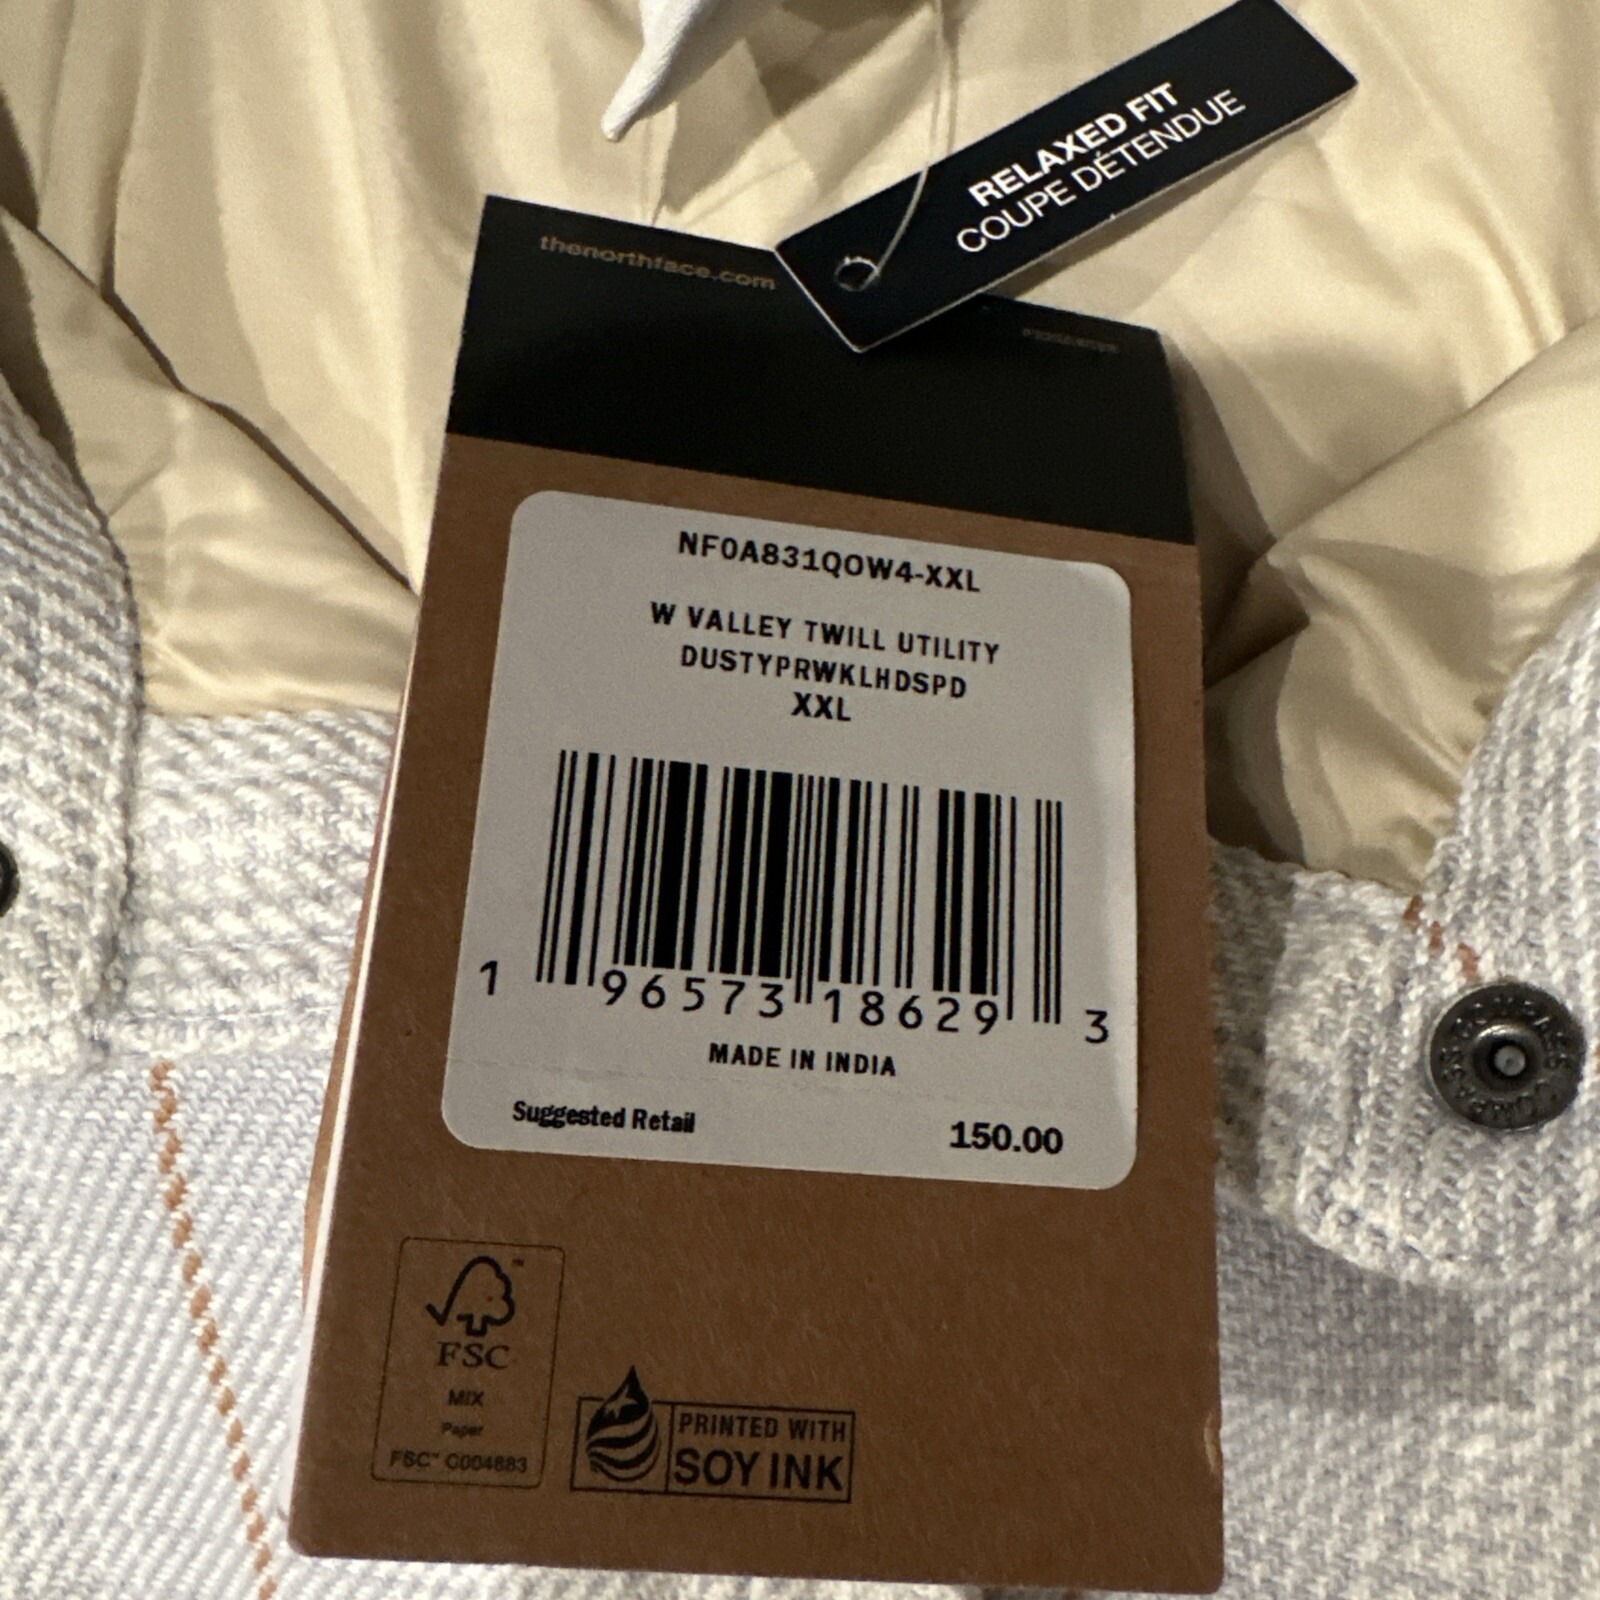 RELAXED FIT
COUPE DÉTENDUE
thenorthface.com
NF0A831QOW4-XXL
W VALLEY TWILL UTILITY
DUSTYPRWKLHDSPD
XXL
1 96573 18629 3
MADE IN INDIA
Suggested Retail 150.00
FSC
MIX
Paper
FSC™ C004883
PRINTED WITH
SOY INK